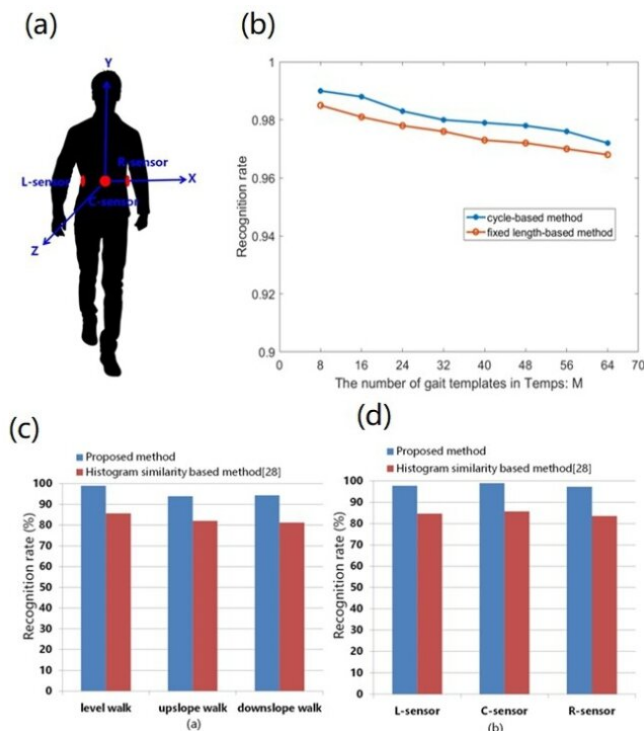 (a)
Y
L-sensor
R-sensor
X
C-sensor
Z
(b)
1
0.98
0.96
0.94
0.92
0.9
Recognition rate
cycle-based method
fixed length-based method
8 16 24 32 40 48 56 64 70
The number of gait templates in Temps: M
(c)
Proposed method
Histogram similarity based method[28]
100
90
80
70
60
50
40
30
20
10
0
Recognition rate (%)
level walk upslope walk downslope walk
(a)
(d)
Proposed method
Histogram similarity based method[28]
100
90
80
70
60
50
40
30
20
10
0
Recognition rate (%)
L-sensor C-sensor R-sensor
(b)